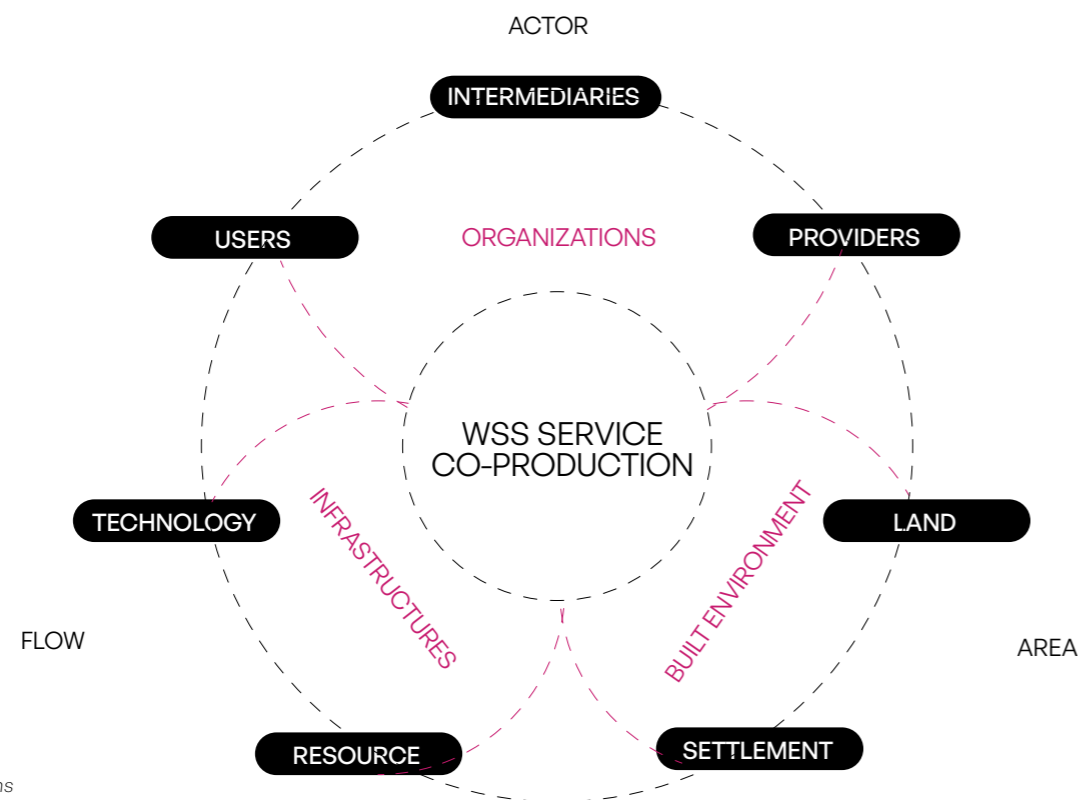 ACTOR
INTERMEDIARIES
USERS
ORGANIZATIONS
PROVIDERS
WSS SERVICE
CO-PRODUCTION
TECHNOLOGY
INFRASTRUCTURES
BUILT ENVIRONMENT
LAND
FLOW
AREA
RESOURCE
SETTLEMENT